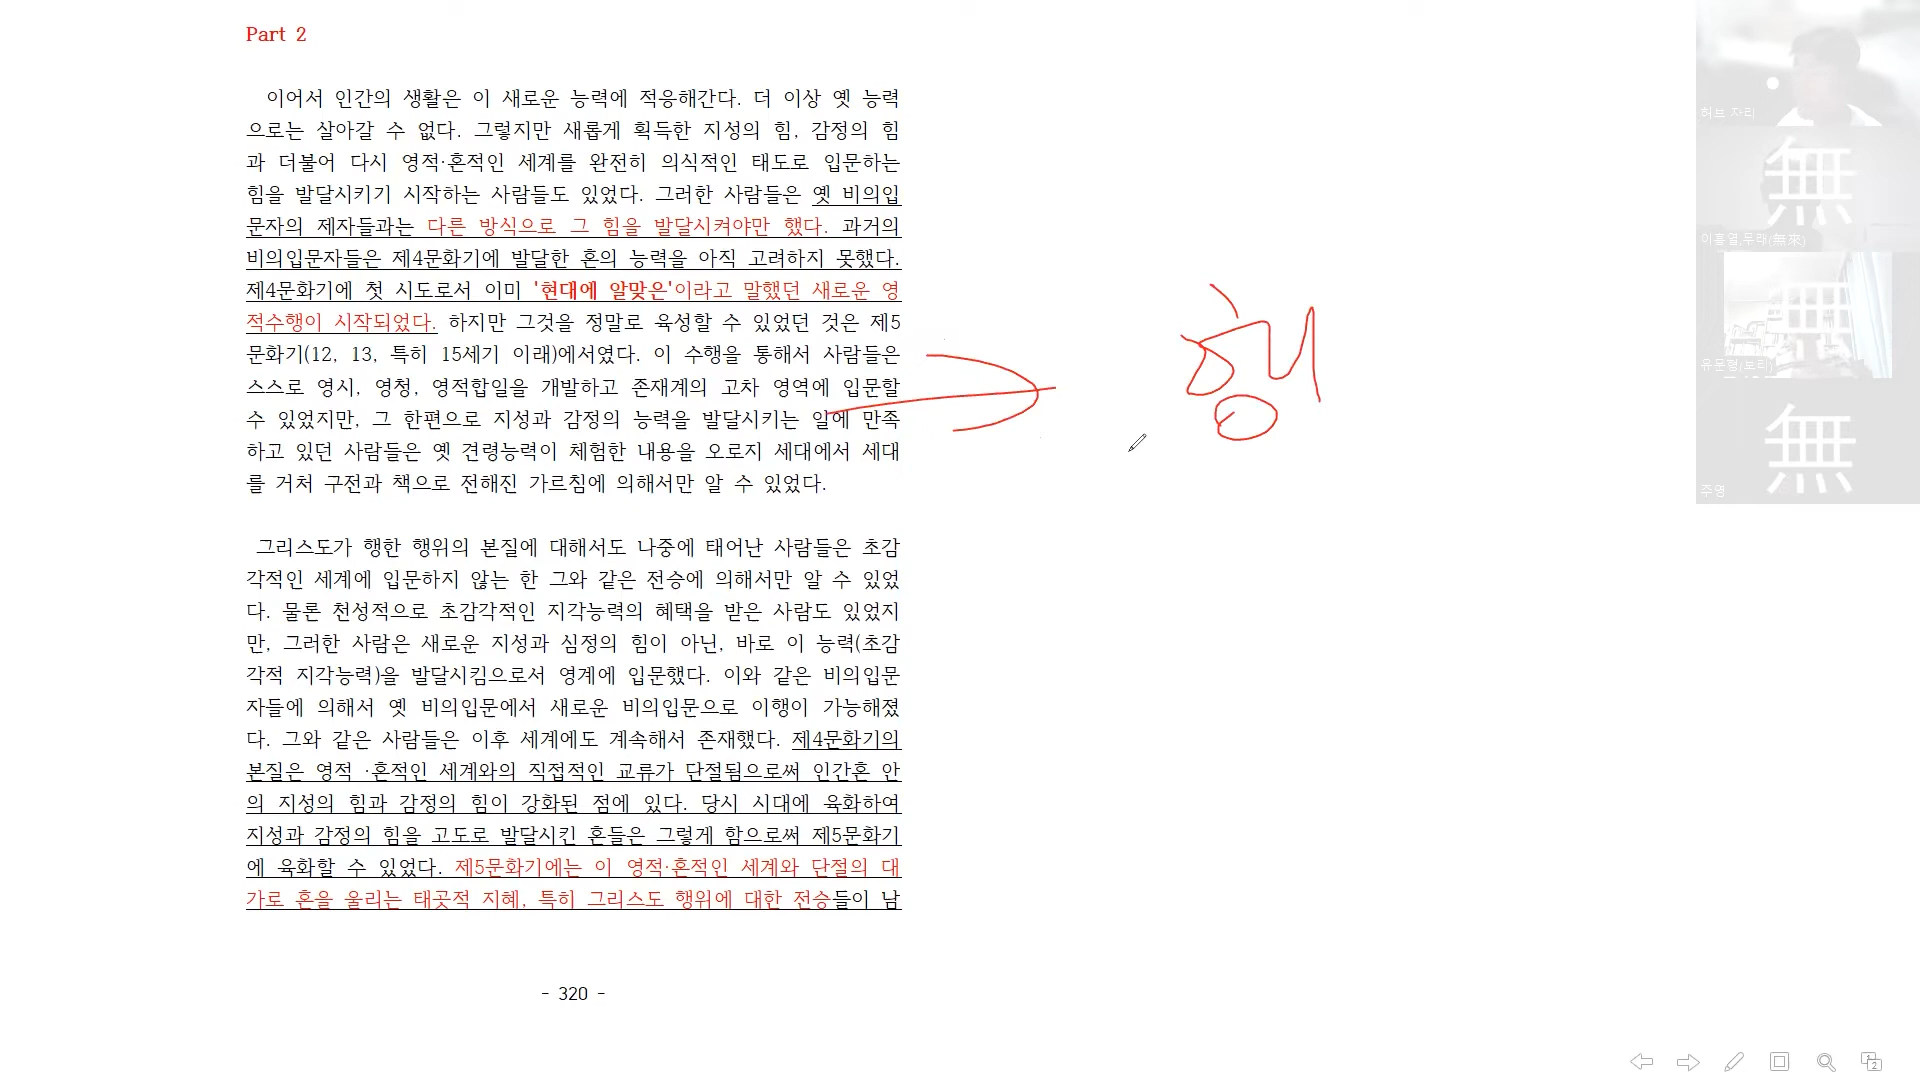 Part 2
이어서 인간의 생활은 이 새로운 능력에 적응해간다. 더 이상 옛 능력
으로는 살아갈 수 없다. 그렇지만 새롭게 획득한 지성의 힘, 감정의 힘
과 더불어 다시 영적·혼적인 세계를 완전히 의식적인 태도로 입문하는
힘을 발달시키기 시작하는 사람들도 있었다. 그러한 사람들은 옛 비의입
문자의 제자들과는 다른 방식으로 그 힘을 발달시켜야만 했다. 과거의
비의입문자들은 제4문화기에 발달한 혼의 능력을 아직 고려하지 못했다.
제4문화기에 첫 시도로서 이미 '현대에 알맞은'이라고 말했던 새로운 영
적수행이 시작되었다. 하지만 그것을 정말로 육성할 수 있었던 것은 제5
문화기(12, 13, 특히 15세기 이래)에서였다. 이 수행을 통해서 사람들은
스스로 영시, 영청, 영적합일을 개발하고 존재계의 고차 영역에 입문할
수 있었지만, 그 한편으로 지성과 감정의 능력을 발달시키는 일에 만족
하고 있던 사람들은 옛 견령능력이 체험한 내용을 오로지 세대에서 세대
를 거처 구전과 책으로 전해진 가르침에 의해서만 알 수 있었다.
그리스도가 행한 행위의 본질에 대해서도 나중에 태어난 사람들은 초감
각적인 세계에 입문하지 않는 한 그와 같은 전승에 의해서만 알 수 있었
다. 물론 천성적으로 초감각적인 지각능력의 혜택을 받은 사람도 있었지
만, 그러한 사람은 새로운 지성과 심정의 힘이 아닌, 바로 이 능력(초감
각적 지각능력)을 발달시킴으로서 영계에 입문했다. 이와 같은 비의입문
자들에 의해서 옛 비의입문에서 새로운 비의입문으로 이행이 가능해졌
다. 그와 같은 사람들은 이후 세계에도 계속해서 존재했다. 제4문화기의
본질은 영적 ·혼적인 세계와의 직접적인 교류가 단절됨으로써 인간혼 안
의 지성의 힘과 감정의 힘이 강화된 점에 있다. 당시 시대에 육화하여
지성과 감정의 힘을 고도로 발달시킨 혼들은 그렇게 함으로써 제5문화기
에 육화할 수 있었다. 제5문화기에는 이 영적·혼적인 세계와 단절의 대
가로 혼을 울리는 태곳적 지혜, 특히 그리스도 행위에 대한 전승들이 남
- 320 -
행
허브 자리
無
이홍열.무래(無來)
無
無
주영